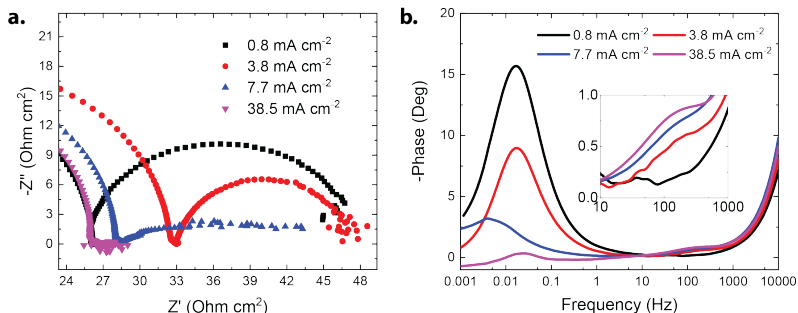 a.
21
18
15
12
9
6
3
0
-Z" (Ohm cm²)
0.8 mA cm⁻²
3.8 mA cm⁻²
7.7 mA cm⁻²
38.5 mA cm⁻²
24 27 30 33 36 39 42 45 48
Z' (Ohm cm²)
b.
20
15
10
5
0
-Phase (Deg)
0.8 mA cm⁻² 3.8 mA cm⁻²
7.7 mA cm⁻² 38.5 mA cm⁻²
1.0
0.5
0.0
10 100 1000
0.001 0.01 0.1 1 10 100 1000 10000
Frequency (Hz)